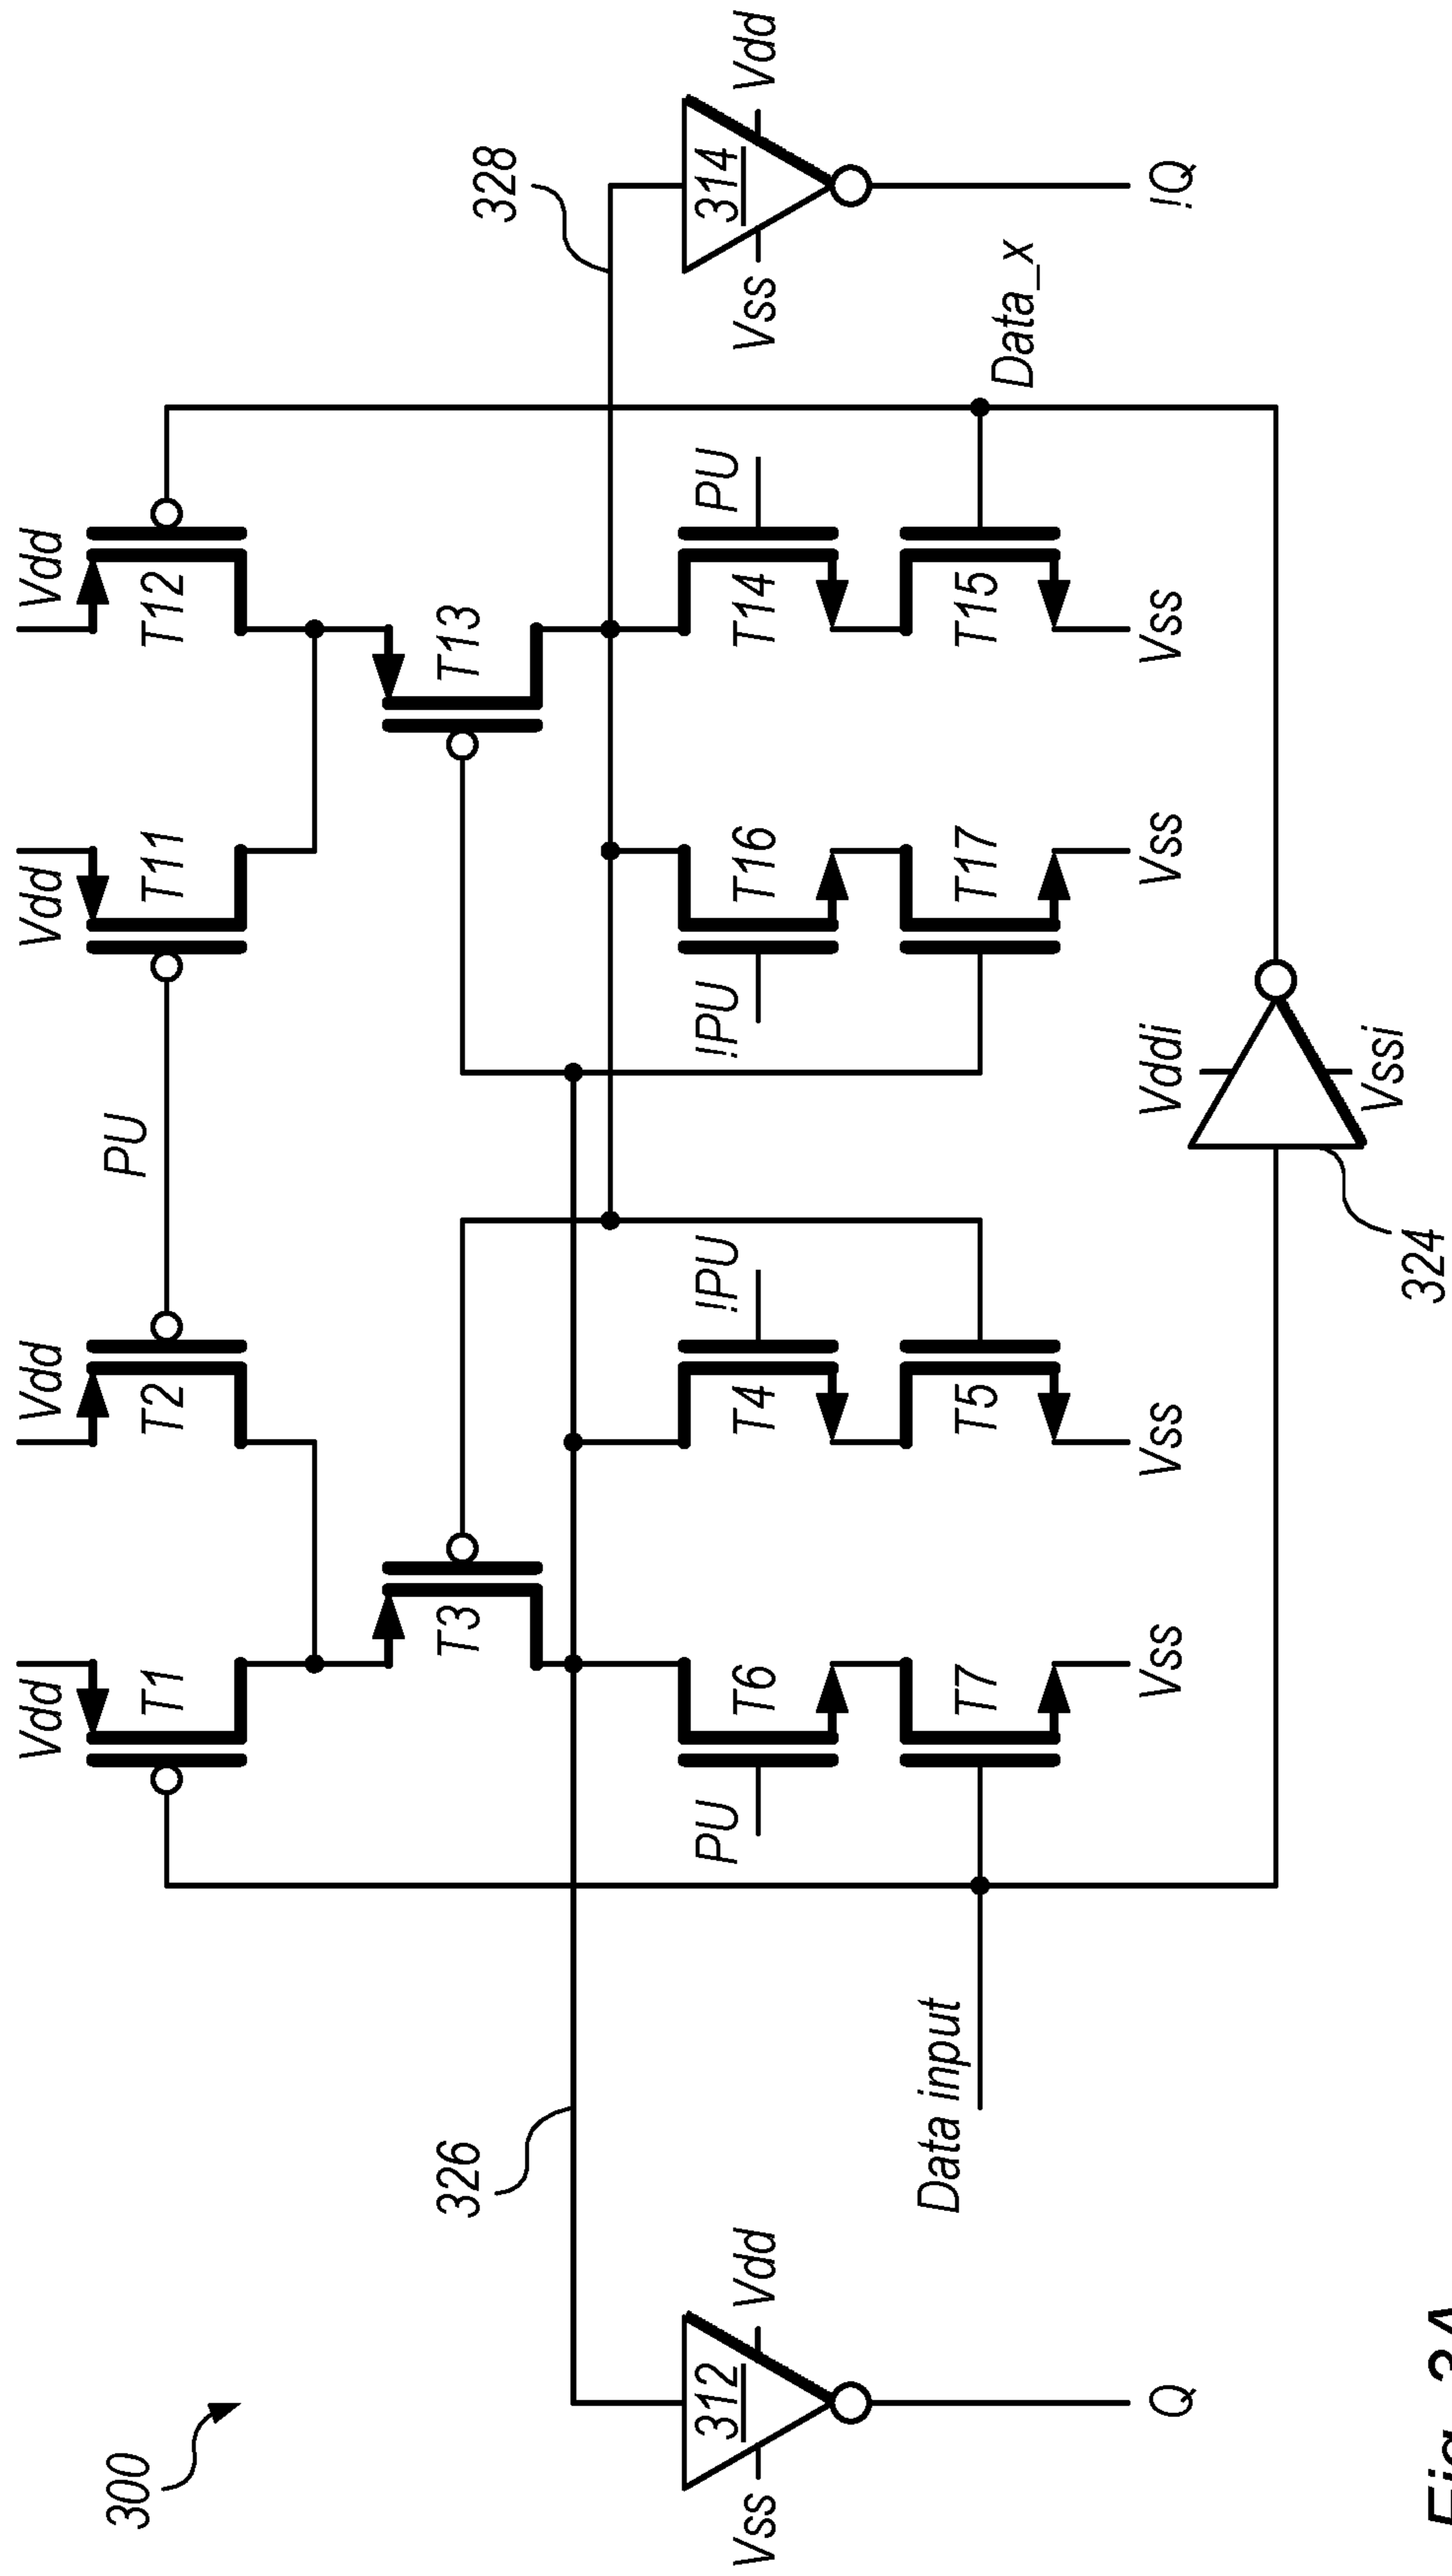 300
Vdd
Vdd
Vdd
Vdd
T1
T2
PU
T11
T12
326
T3
T13
328
Vss
312
Vdd
PU
T6
T4
!PU
!PU
T16
T14
PU
Vss
314
Vdd
Data input
T7
T5
T17
T15
Data_x
Q
Vss
Vss
Vddi
Vss
Vss
!Q
Vssi
324
Fig. 3A